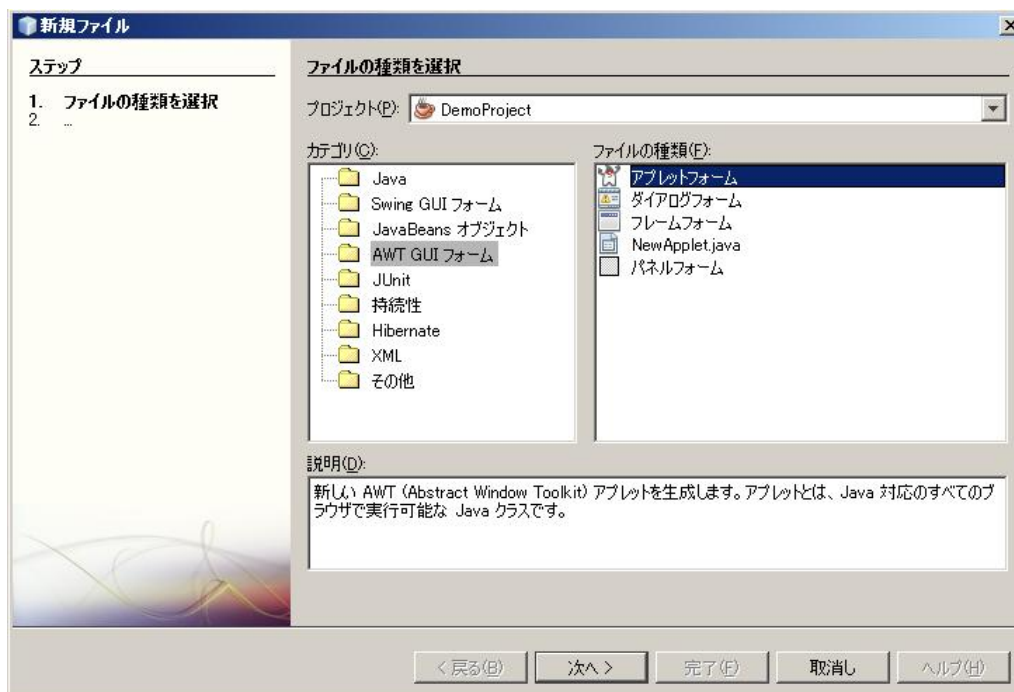 新規ファイル
ステップ
1. ファイルの種類を選択
2. ...
ファイルの種類を選択
プロジェクト(P): DemoProject
カテゴリ(C):
Java
Swing GUI フォーム
JavaBeans オブジェクト
AWT GUI フォーム
JUnit
持続性
Hibernate
XML
その他
ファイルの種類(F):
アプレットフォーム
ダイアログフォーム
フレームフォーム
NewApplet.java
パネルフォーム
説明(D):
新しい AWT (Abstract Window Toolkit) アプレットを生成します。アプレットとは、Java 対応のすべてのブ
ラウザで実行可能な Java クラスです。
< 戻る(B) 次へ > 完了(F) 取消し ヘルプ(H)